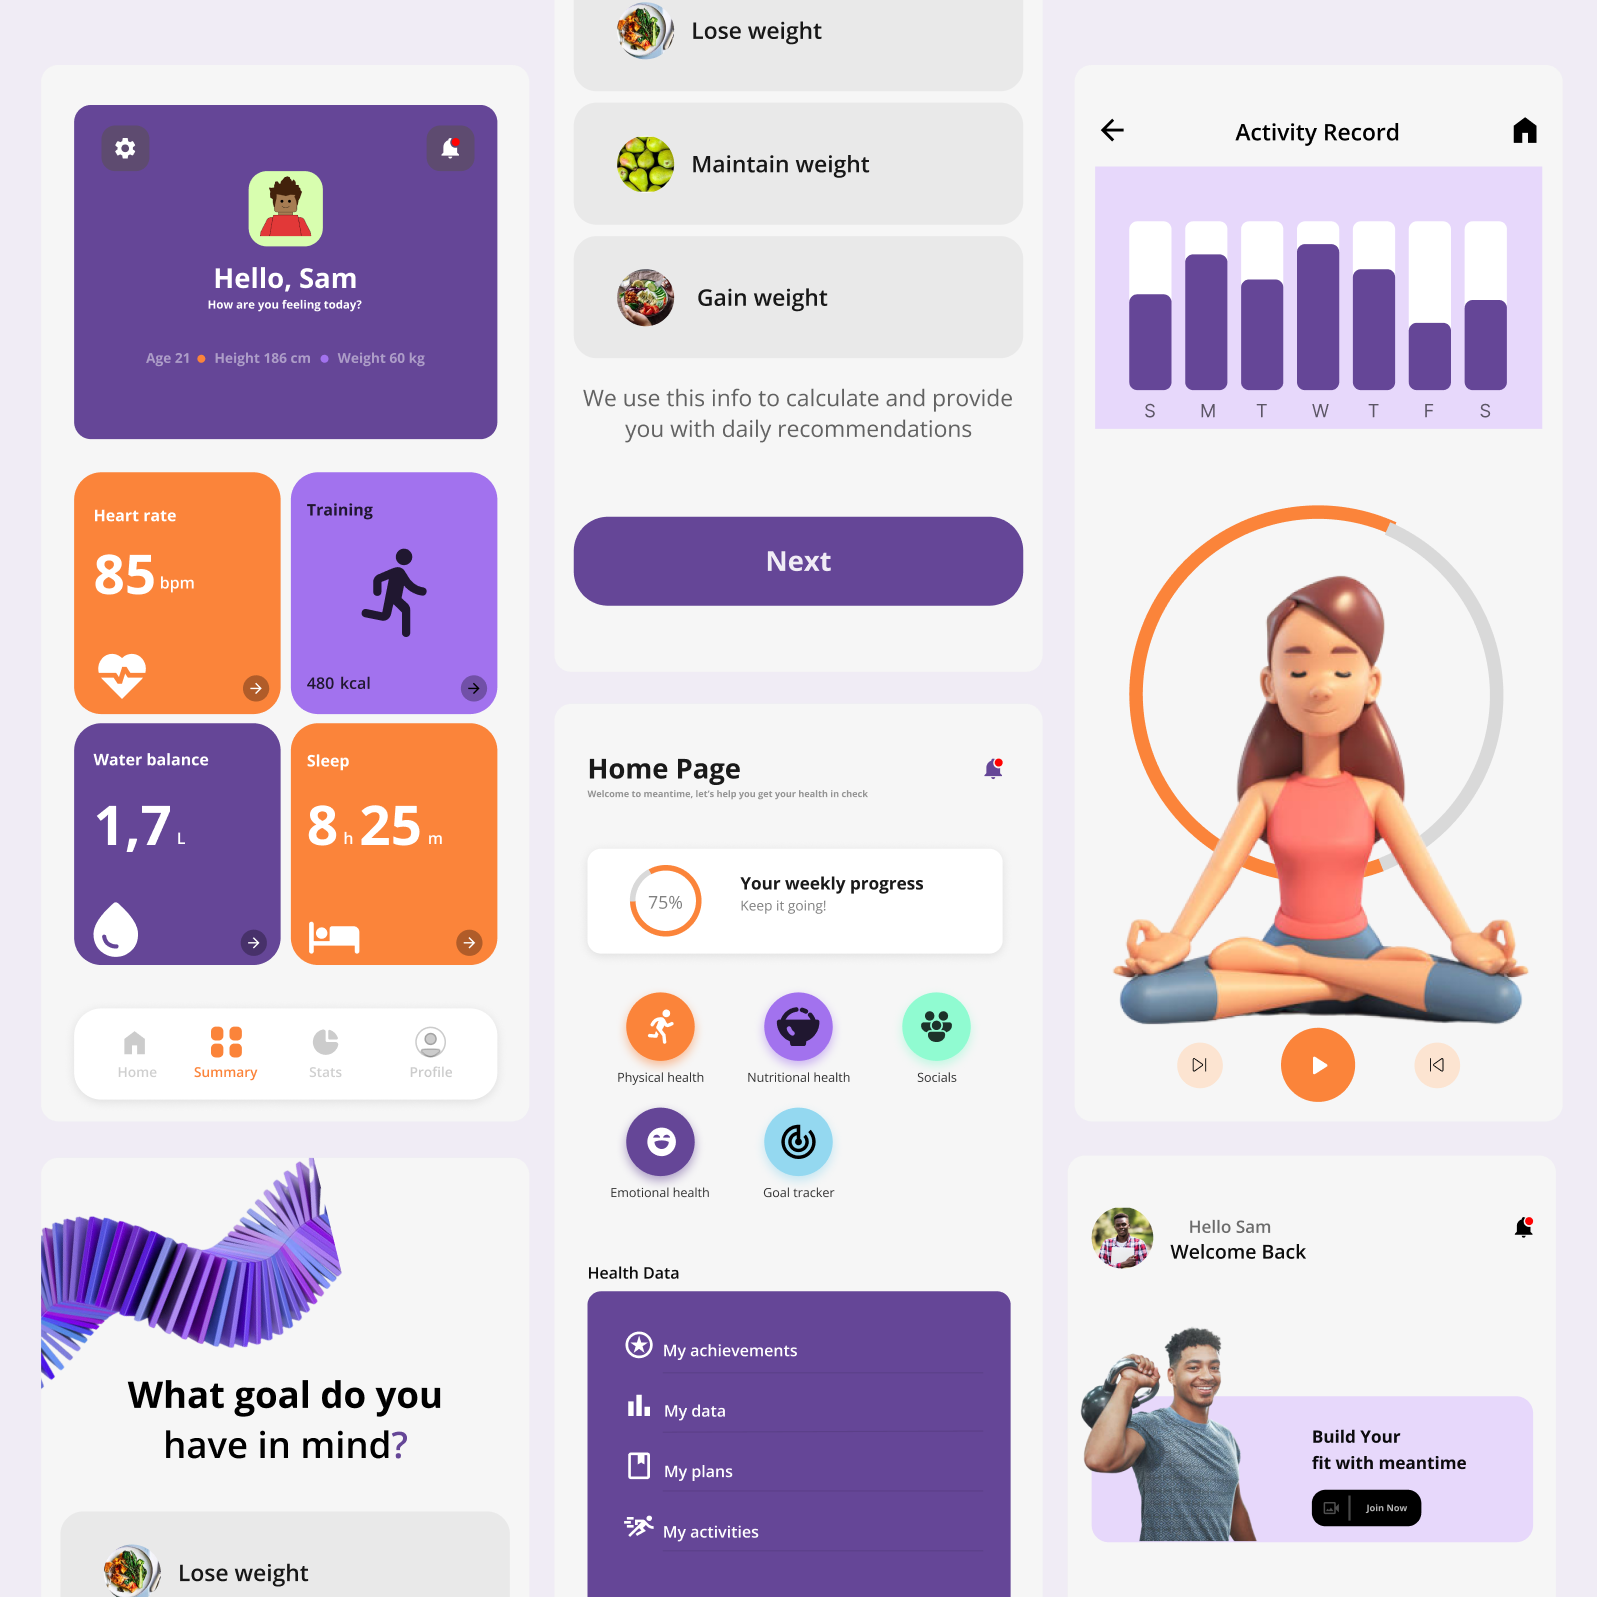 Hello, Sam
How are you feeling today?
Age 21 Height 186 cm Weight 60 kg
Heart rate
85 bpm
Training
480 kcal
Water balance
1,7 L
Sleep
8 h 25 m
Home Summary Stats Profile
What goal do you
have in mind?
Lose weight
Lose weight
Maintain weight
Gain weight
We use this info to calculate and provide
you with daily recommendations
Next
Home Page
Welcome to meantime, let's help you get your health in check
75%
Your weekly progress
Keep it going!
Physical health Nutritional health Socials
Emotional health Goal tracker
Health Data
My achievements
My data
My plans
My activities
Activity Record
S M T W T F S
Hello Sam
Welcome Back
Build Your
fit with meantime
Join Now